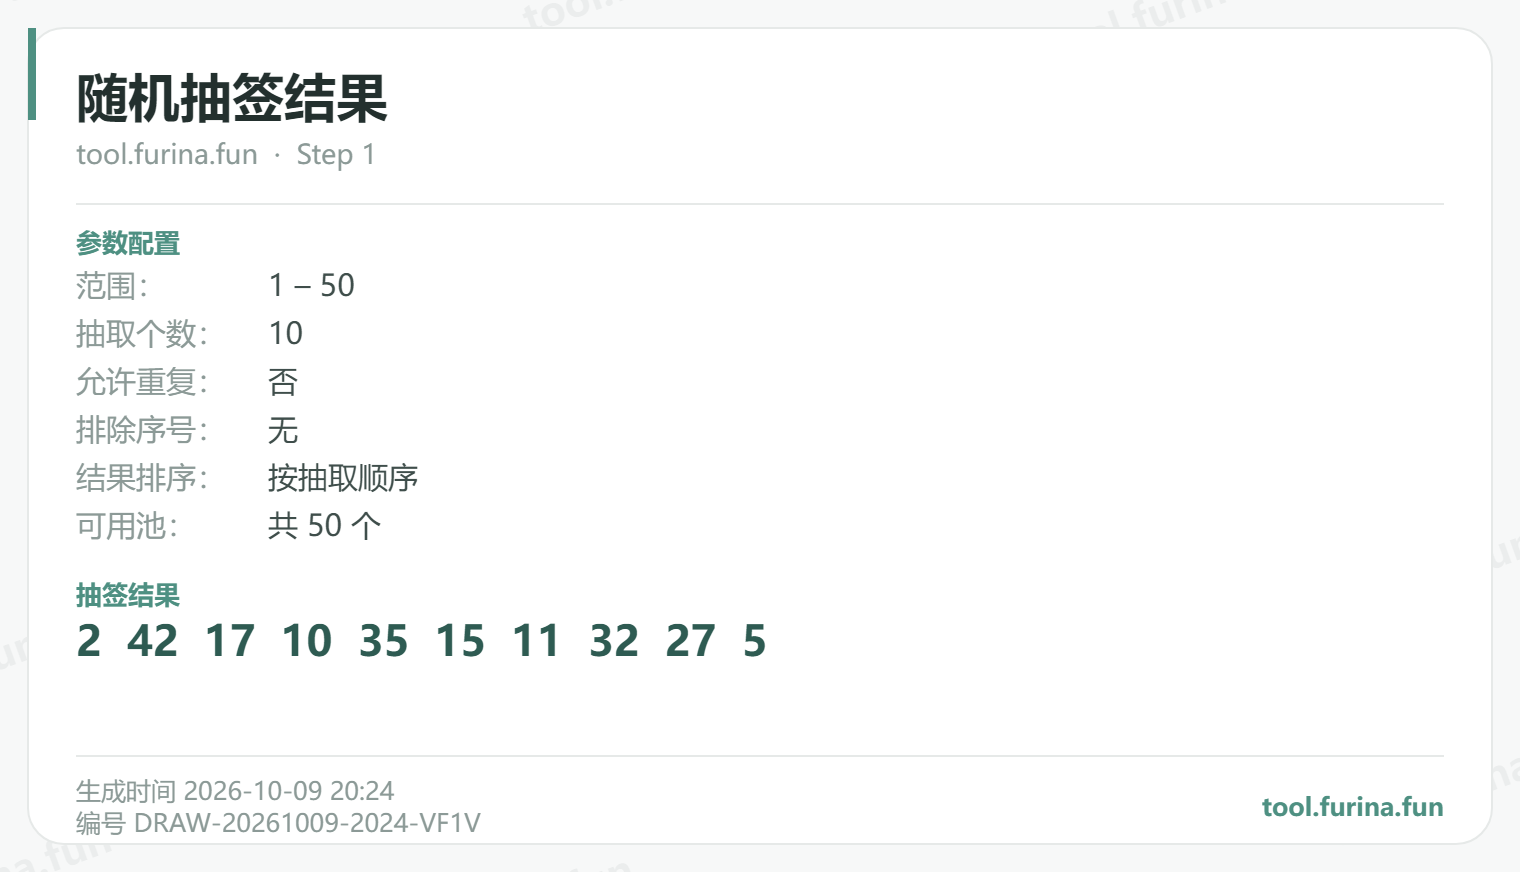 随机抽签结果
tool.furina.fun · Step 1
参数配置
范围： 1 – 50
抽取个数： 10
允许重复： 否
排除序号： 无
结果排序： 按抽取顺序
可用池： 共 50 个
抽签结果
2 42 17 10 35 15 11 32 27 5
生成时间 2026-10-09 20:24
编号 DRAW-20261009-2024-VF1V
tool.furina.fun